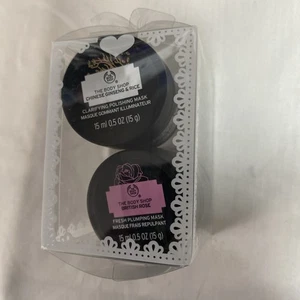 THE BODY SHOP
CHINESE GINSENG & RICE
CLARIFYING POLISHING MASK
MASQUE GOMMANT ILLUMINATEUR
15 ml 0.5 OZ (15 g)
THE BODY SHOP
BRITISH ROSE
FRESH PLUMPING MASK
MASQUE FRAIS REPULPANT
15 ml 0.5 OZ (15 g)